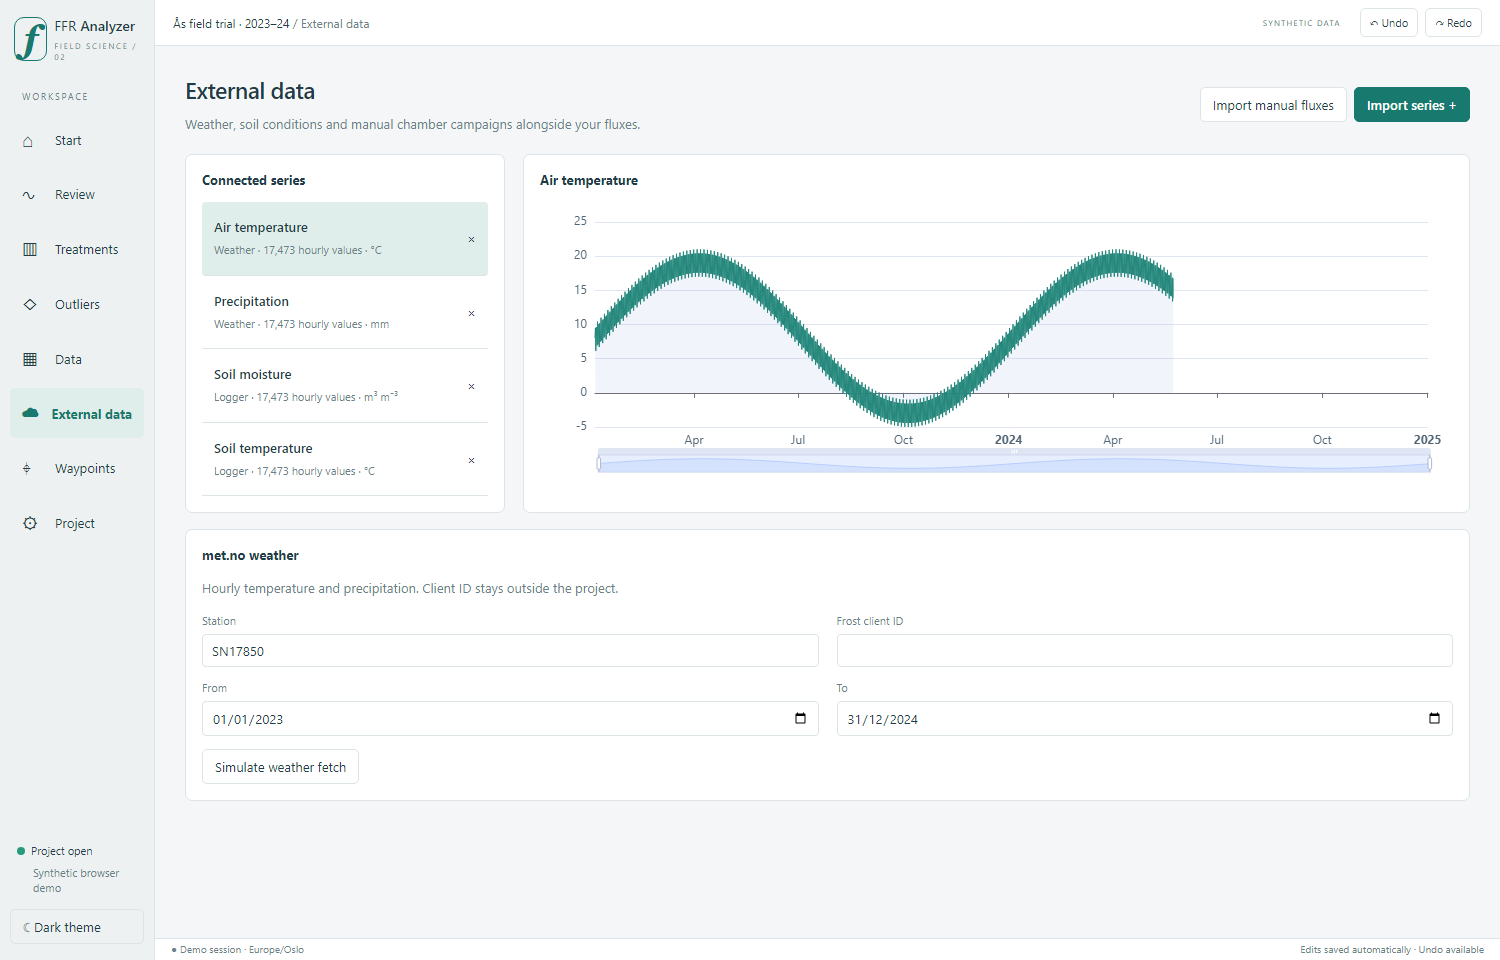 FFR Analyzer
FIELD SCIENCE /
02
WORKSPACE
Start
Review
Treatments
Outliers
Data
External data
Waypoints
Project
Project open
Synthetic browser
demo
Dark theme
Ås field trial · 2023–24 / External data
SYNTHETIC DATA
Undo
Redo
External data
Weather, soil conditions and manual chamber campaigns alongside your fluxes.
Import manual fluxes
Import series +
Connected series
Air temperature
Weather · 17,473 hourly values · °C
×
Precipitation
Weather · 17,473 hourly values · mm
×
Soil moisture
Logger · 17,473 hourly values · m³ m⁻³
×
Soil temperature
Logger · 17,473 hourly values · °C
×
Air temperature
25
20
15
10
5
0
-5
Apr Jul Oct 2024 Apr Jul Oct 2025
met.no weather
Hourly temperature and precipitation. Client ID stays outside the project.
Station
SN17850
Frost client ID
From
01/01/2023
To
31/12/2024
Simulate weather fetch
Demo session · Europe/Oslo
Edits saved automatically · Undo available